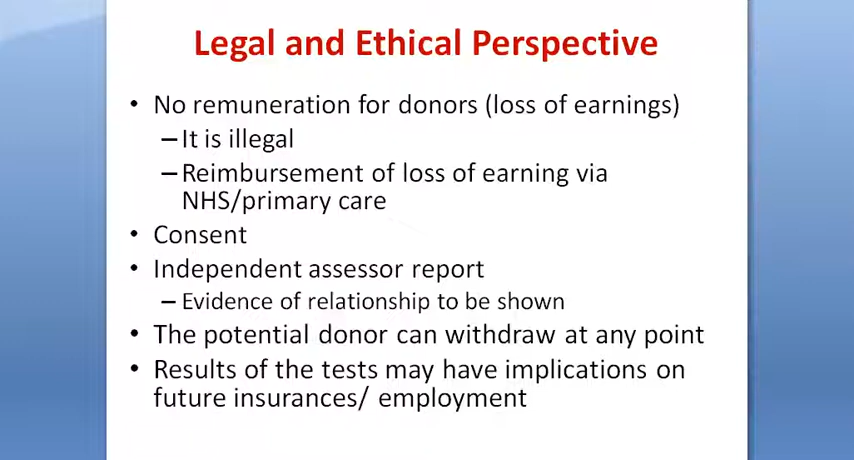 Legal and Ethical Perspective
• No remuneration for donors (loss of earnings)
– It is illegal
– Reimbursement of loss of earning via
NHS/primary care
• Consent
• Independent assessor report
– Evidence of relationship to be shown
• The potential donor can withdraw at any point
• Results of the tests may have implications on
future insurances/ employment